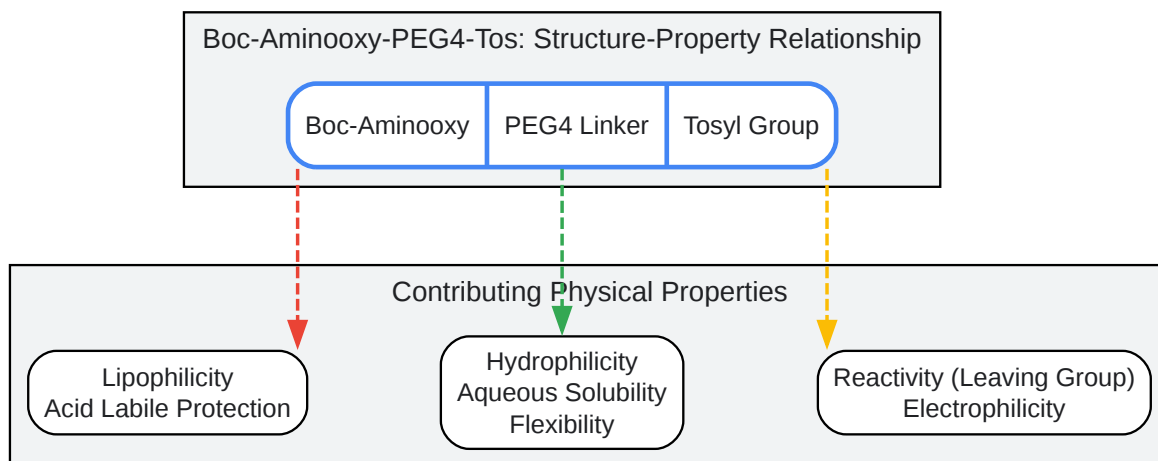 Boc-Aminooxy-PEG4-Tos: Structure-Property Relationship
Boc-Aminooxy
PEG4 Linker
Tosyl Group
Contributing Physical Properties
Lipophilicity
Acid Labile Protection
Hydrophilicity
Aqueous Solubility
Flexibility
Reactivity (Leaving Group)
Electrophilicity